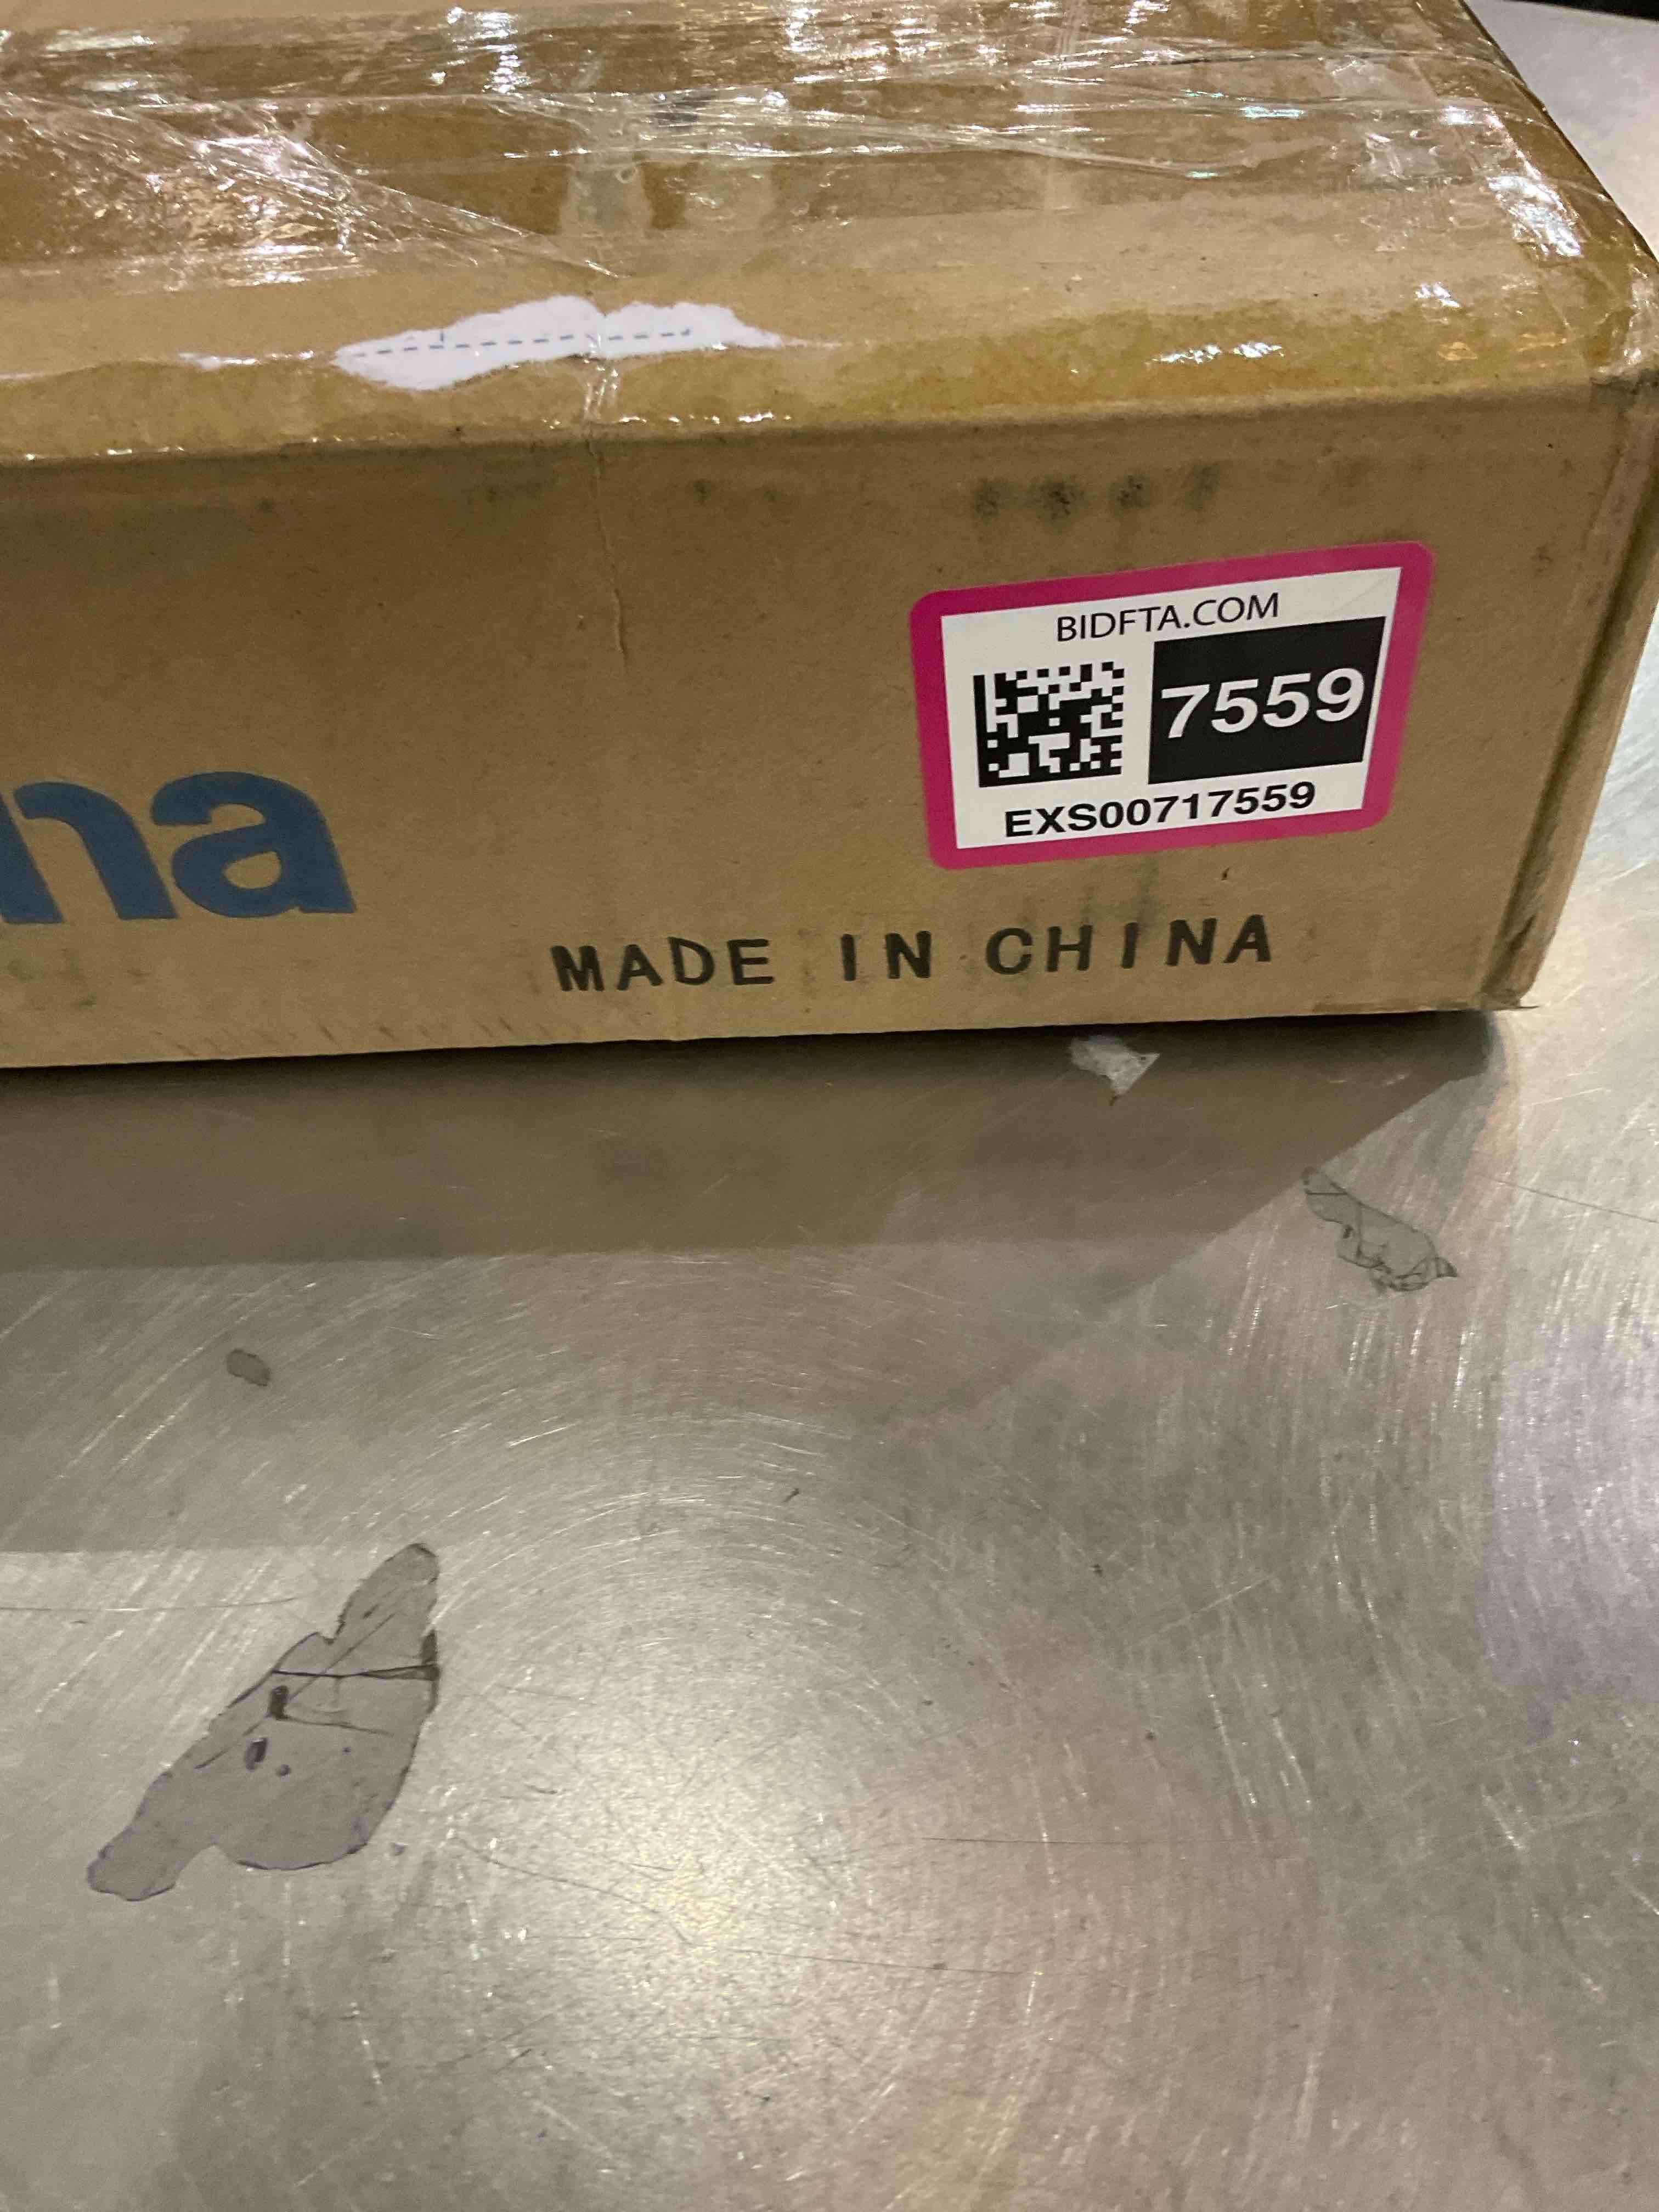 BIDFTA.COM
7559
EXS00717559
na
MADE IN CHINA